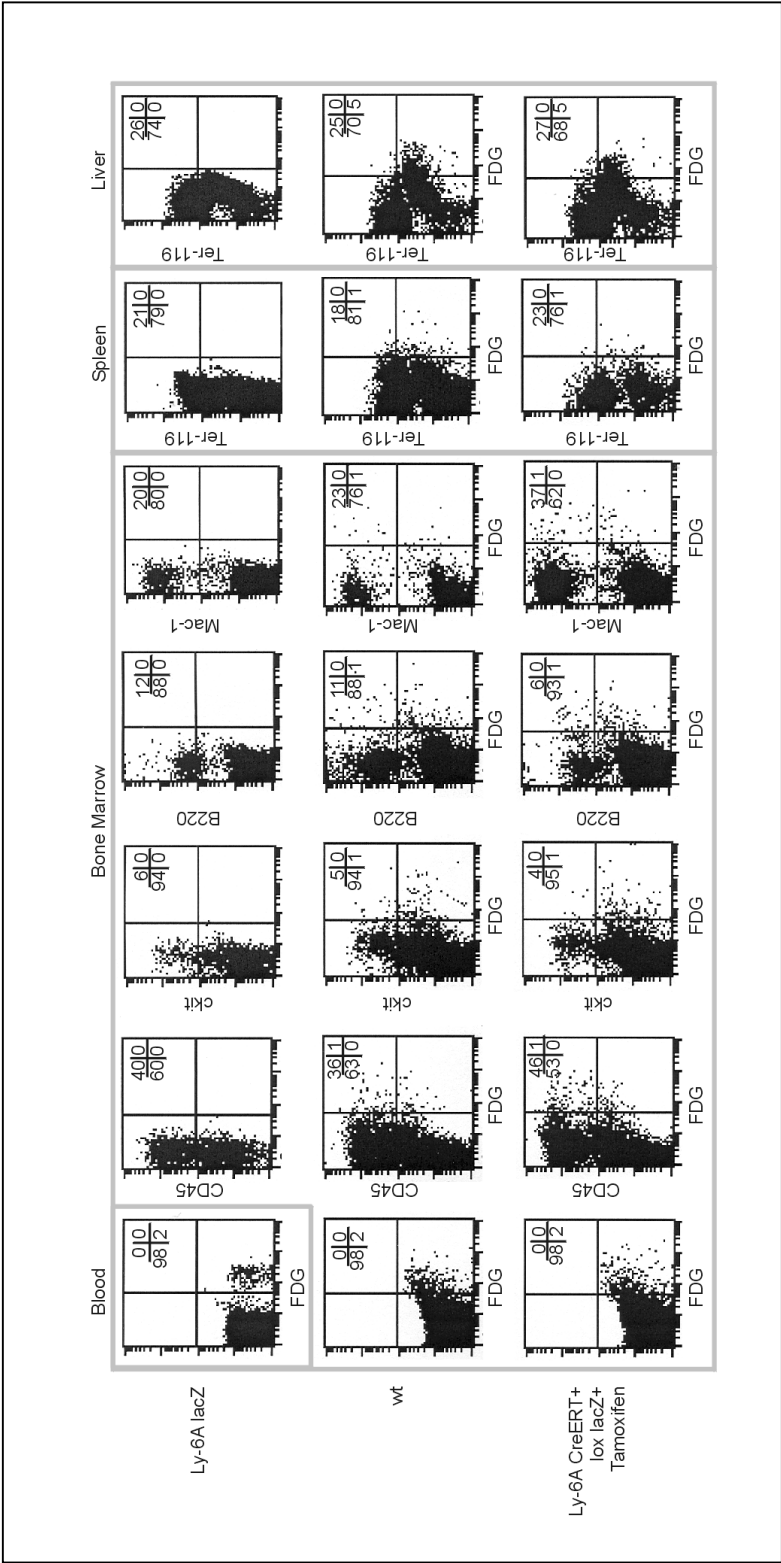 Blood
Bone Marrow
Spleen
Liver
Ly-6A lacZ
0 0
98 2
FDG
CD45
40 0
60 0
ckit
6 0
94 0
B220
12 0
88 0
Mac-1
20 0
80 0
Ter-119
21 0
79 0
Ter-119
26 0
74 0
wt
0 0
98 2
FDG
CD45
36 1
63 0
FDG
ckit
5 0
94 1
FDG
B220
11 0
88 1
FDG
Mac-1
23 0
76 1
FDG
Ter-119
18 0
81 1
FDG
Ter-119
25 0
70 5
FDG
Ly-6A CreERT+
lox lacZ+
Tamoxifen
0 0
98 2
FDG
CD45
46 1
53 0
FDG
ckit
4 0
95 1
FDG
B220
6 0
93 1
FDG
Mac-1
37 1
62 0
FDG
Ter-119
23 0
76 1
FDG
Ter-119
27 0
68 5
FDG